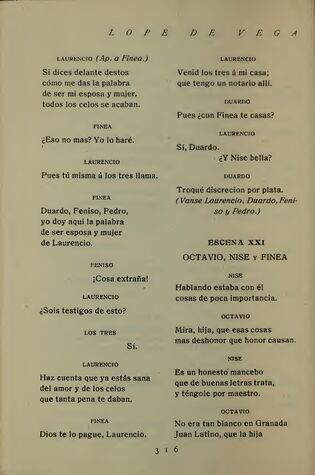 LOPE DE VEGA
LAURENCIO (Ap. a Finea.)
Si dices delante destos
cómo me das la palabra
de ser mi esposa y mujer,
todos los celos se acaban.
FINEA
¿Eso no mas? Yo lo haré.
LAURENCIO
Pues tú misma á los tres llama.
FINEA
Duardo, Feniso, Pedro,
yo doy aquí la palabra
de ser esposa y mujer
de Laurencio.
FENISO
¡Cosa extraña!
LAURENCIO
¿Sois testigos de esto?
LOS TRES
Sí.
LAURENCIO
Haz cuenta que ya estás sana
del amor y de los celos
que tanta pena te daban.
FINEA
Dios te lo pague, Laurencio.
LAURENCIO
Venid los tres á mi casa;
que tengo un notario allí.
DUARDO
Pues ¿con Finea te casas?
LAURENCIO
Sí, Duardo.
¿Y Nise bella?
DUARDO
Troqué discrecion por plata.
(Vanse Laurencio, Duardo, Feni-
so y Pedro.)
ESCENA XXI
OCTAVIO, NISE Y FINEA
NISE
Hablando estaba con él
cosas de poca importancia.
OCTAVIO
Mira, hija, que esas cosas
mas deshonor que honor causan.
NISE
Es un honesto mancebo
que de buenas letras trata,
y téngole por maestro.
OCTAVIO
No era tan blanco en Granada
Juan Latino, que la hija
316